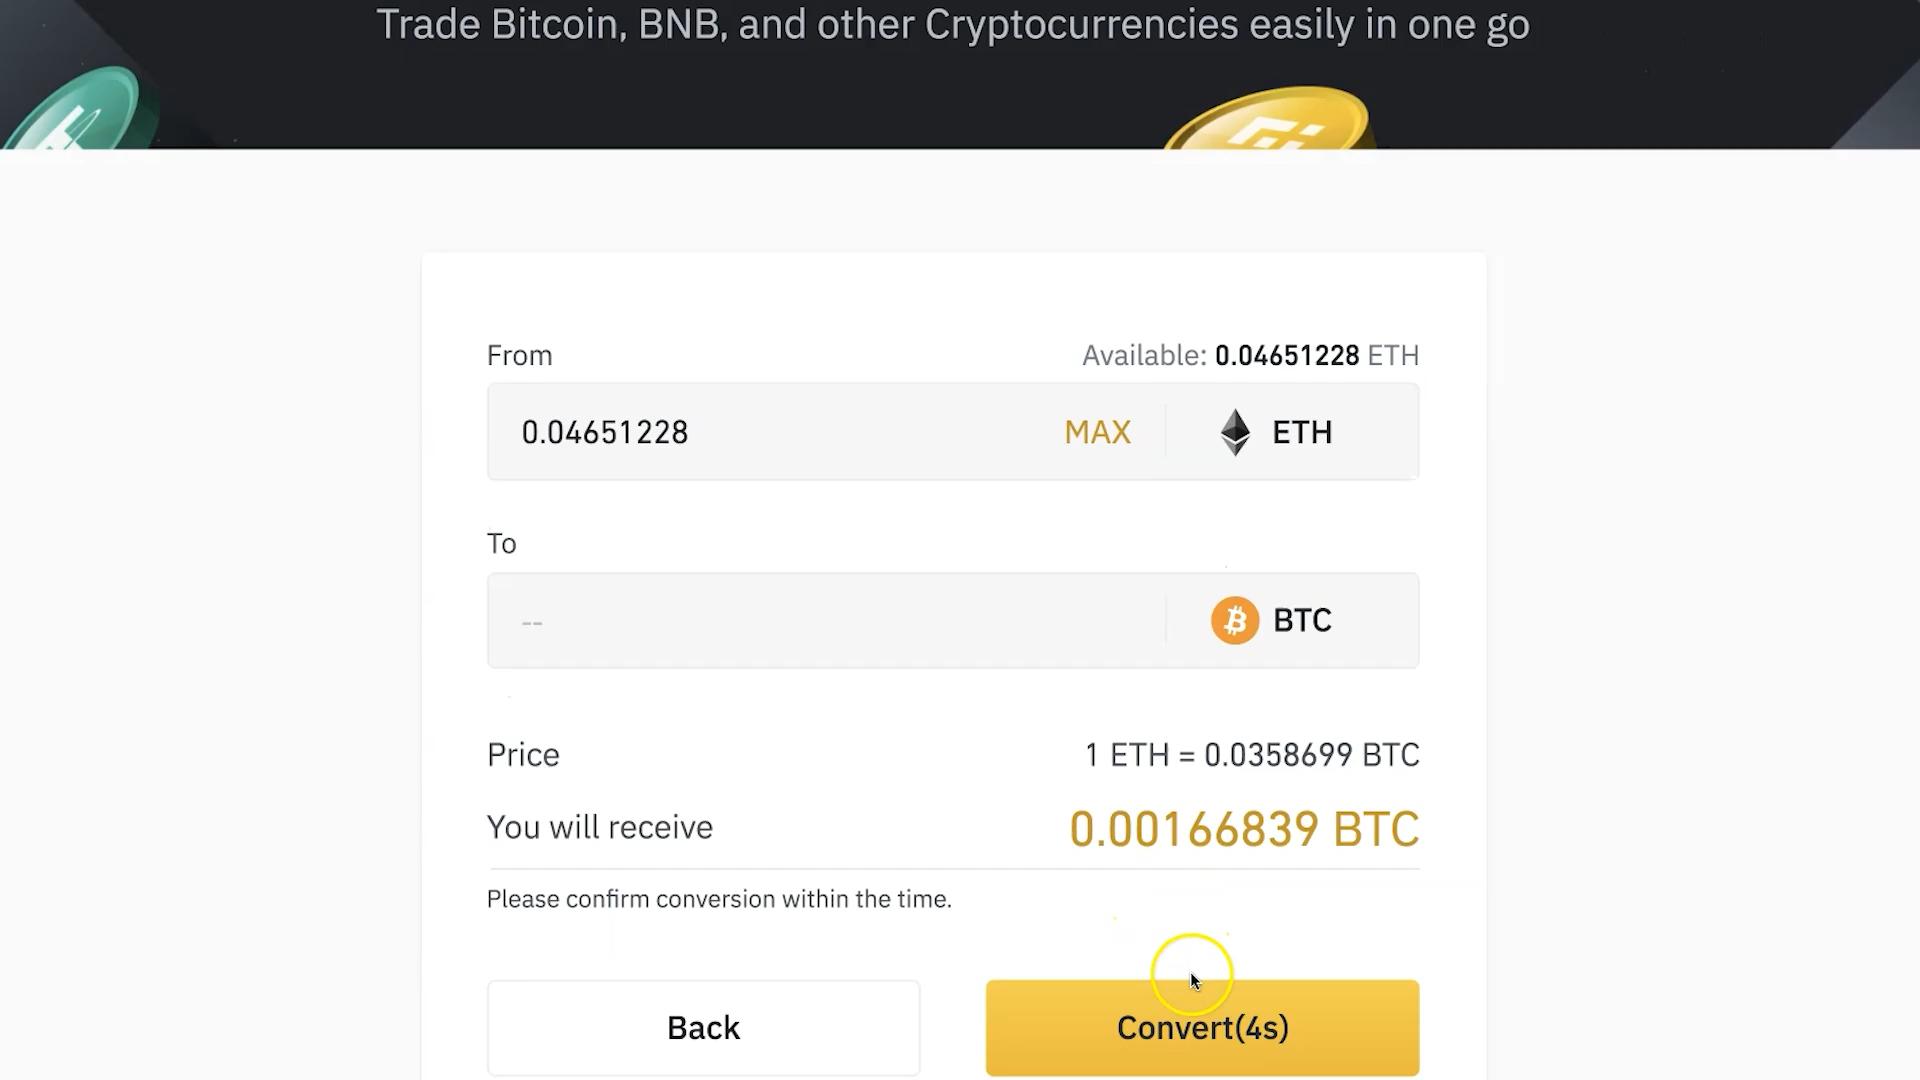 Trade Bitcoin, BNB, and other Cryptocurrencies easily in one go
From
Available: 0.04651228 ETH
0.04651228
MAX
ETH
To
--
BTC
Price
1 ETH = 0.0358699 BTC
You will receive
0.00166839 BTC
Please confirm conversion within the time.
Back
Convert(4s)